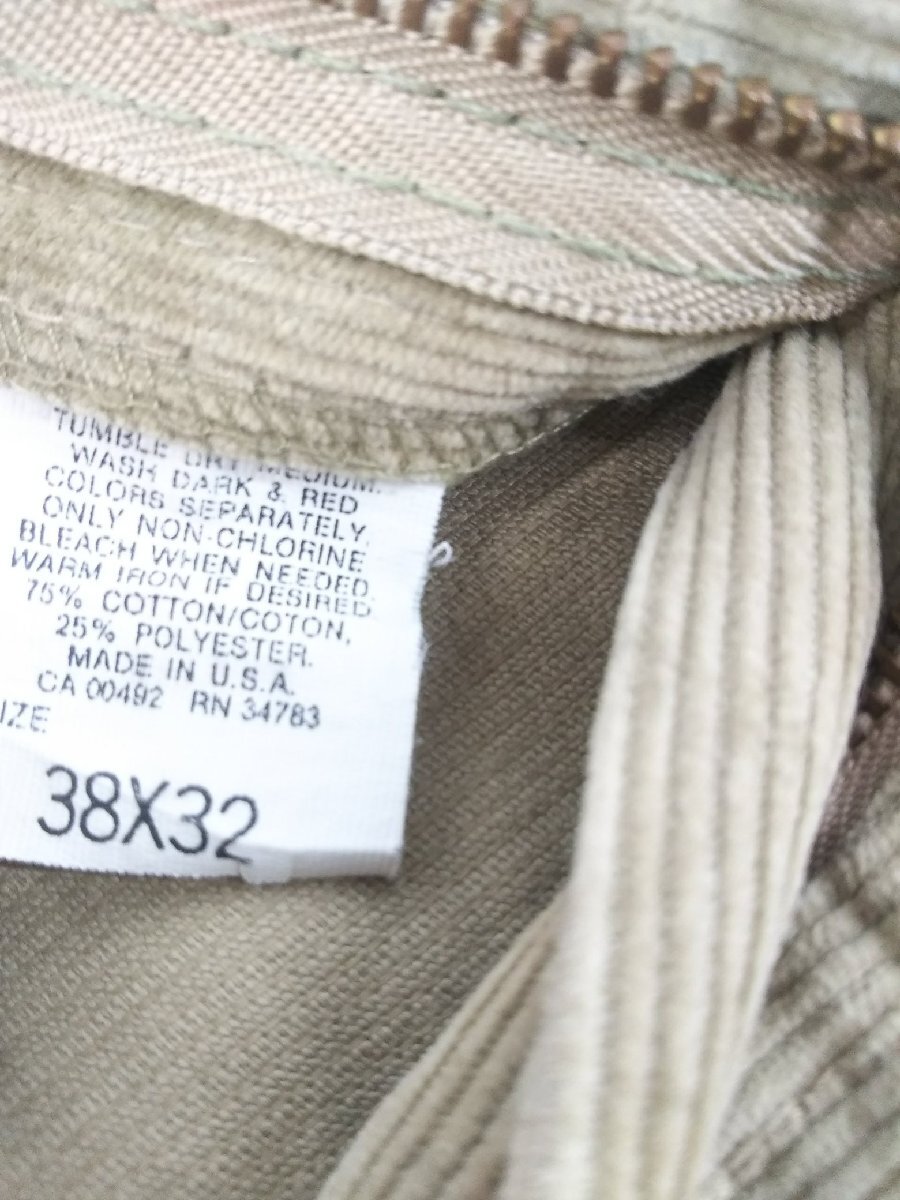 TUMBLE DRY MEDIUM.
WASH DARK & RED
COLORS SEPARATELY.
ONLY NON-CHLORINE
BLEACH WHEN NEEDED.
WARM IRON IF DESIRED.
75% COTTON/COTON,
25% POLYESTER.
MADE IN U.S.A.
CA 00492 RN 34783
IZE
38X32